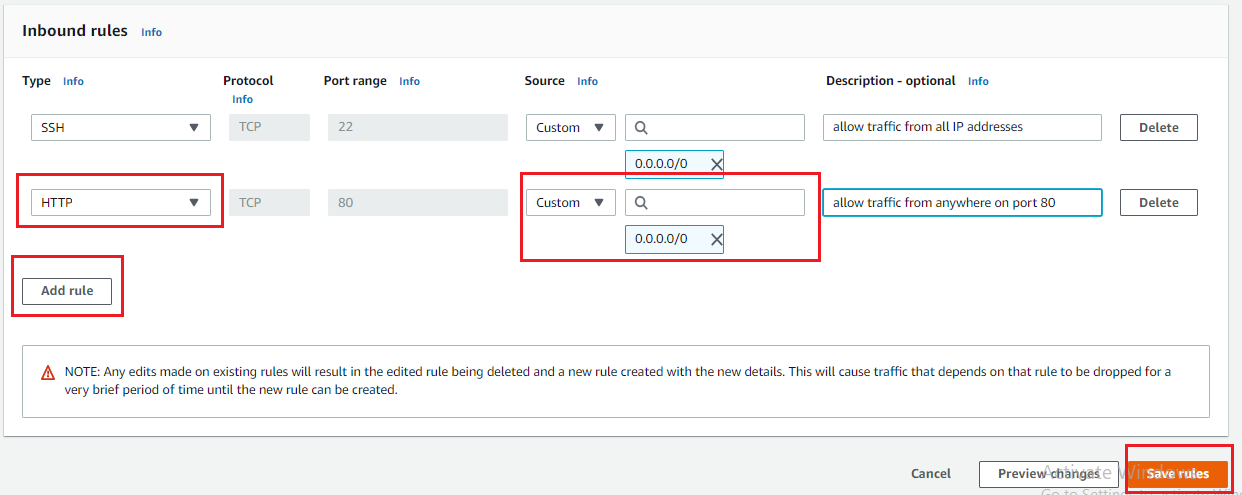 Inbound rules Info
Type Info Protocol Info Port range Info Source Info Description - optional Info
SSH TCP 22 Custom allow traffic from all IP addresses Delete
0.0.0.0/0
HTTP TCP 80 Custom allow traffic from anywhere on port 80 Delete
0.0.0.0/0
Add rule
NOTE: Any edits made on existing rules will result in the edited rule being deleted and a new rule created with the new details. This will cause traffic that depends on that rule to be dropped for a
very brief period of time until the new rule can be created.
Cancel Preview changes Save rules
Activate Windows
Go to Settings